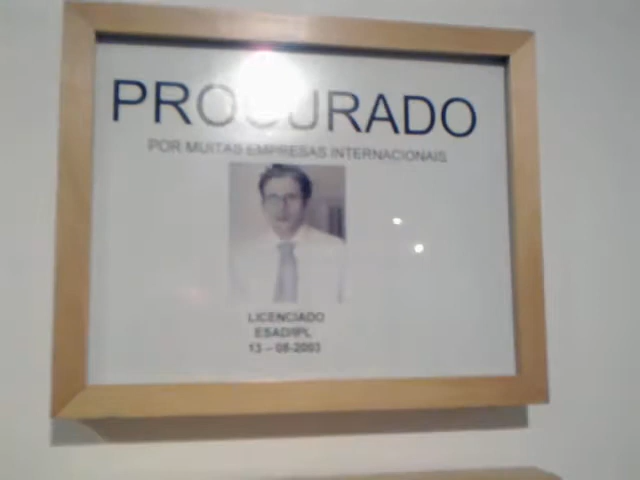 PROCURADO
POR MUITAS EMPRESAS INTERNACIONAIS
LICENCIADO
ESAD/IPL
13 – 08-2003